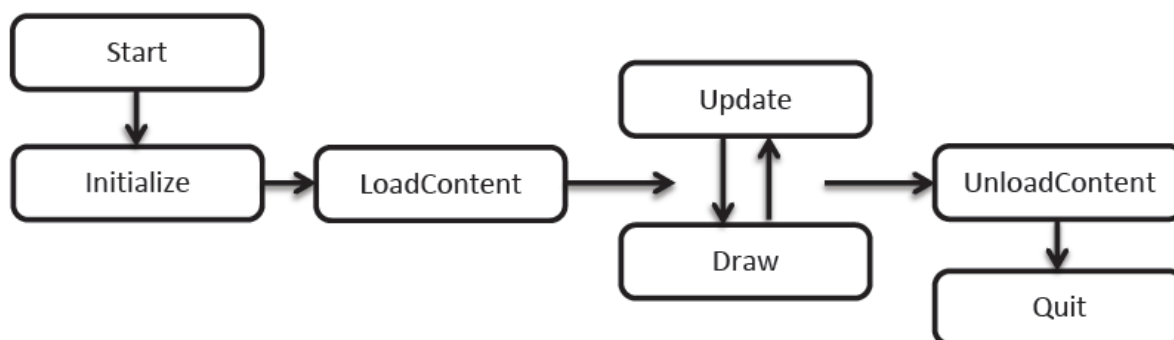 Start
Initialize
LoadContent
Update
Draw
UnloadContent
Quit